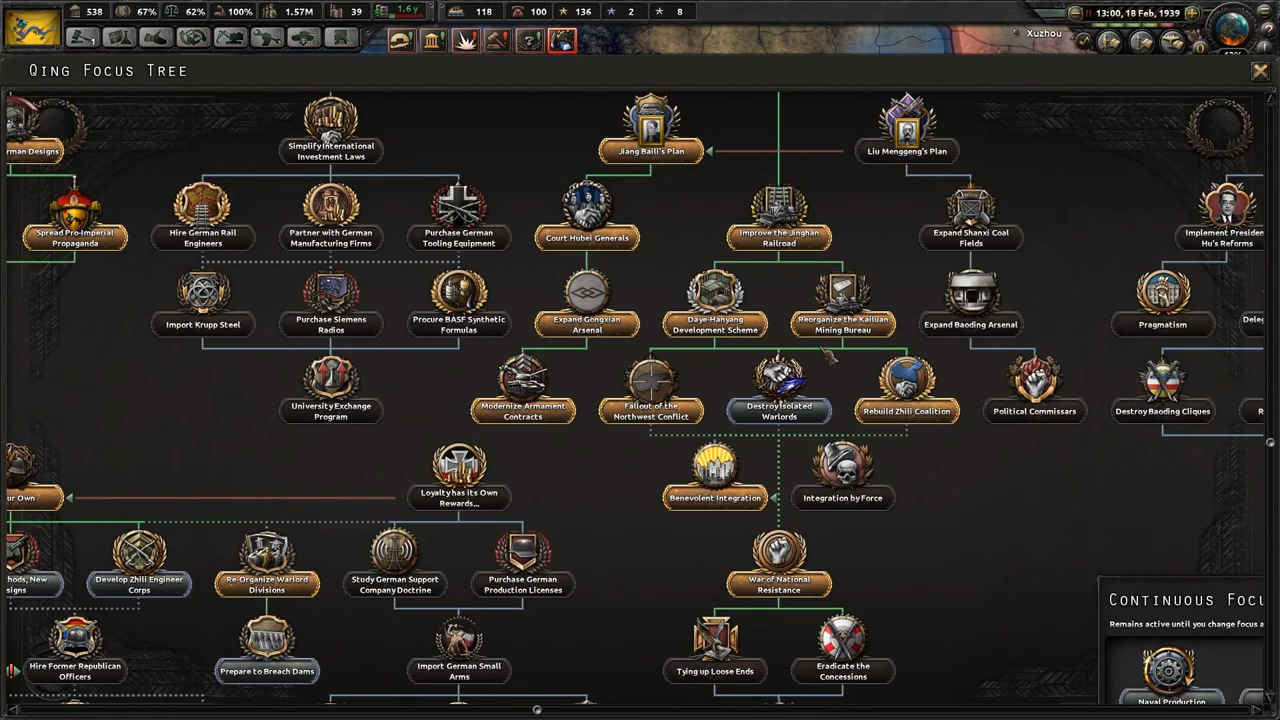 538
67%
62%
100%
1.57M
39
1.6 y
118
100
136
2
8
13:00, 18 Feb, 1939
Xuzhou
Qing Focus Tree
rman Designs
Simplify International
Investment Laws
Jiang Baili's Plan
Liu Menggeng's Plan
Spread Pro-Imperial
Propaganda
Hire German Rail
Engineers
Partner with German
Manufacturing Firms
Purchase German
Tooling Equipment
Court Hubei Generals
Improve the Jinghan
Railroad
Expand Shanxi Coal
Fields
Implement Presiden
Hu's Reforms
Import Krupp Steel
Purchase Siemens
Radios
Procure BASF Synthetic
Formulas
Expand Gongxian
Arsenal
Daye-Hanyang
Development Scheme
Reorganize the Kailuan
Mining Bureau
Expand Baoding Arsenal
Pragmatism
Deleg
University Exchange
Program
Modernize Armament
Contracts
Fallout of the
Northwest Conflict
Destroy Isolated
Warlords
Rebuild Zhili Coalition
Political Commissars
Destroy Baoding Cliques
R
ur Own
Loyalty has its Own
Rewards...
Benevolent Integration
Integration by Force
hods, New
signs
Develop Zhili Engineer
Corps
Re-Organize Warlord
Divisions
Study German Support
Company Doctrine
Purchase German
Production Licenses
War of National
Resistance
Continuous Focu
Remains active until you change focus a
Hire Former Republican
Officers
Prepare to Breach Dams
Import German Small
Arms
Tying up Loose Ends
Eradicate the
Concessions
Naval Production